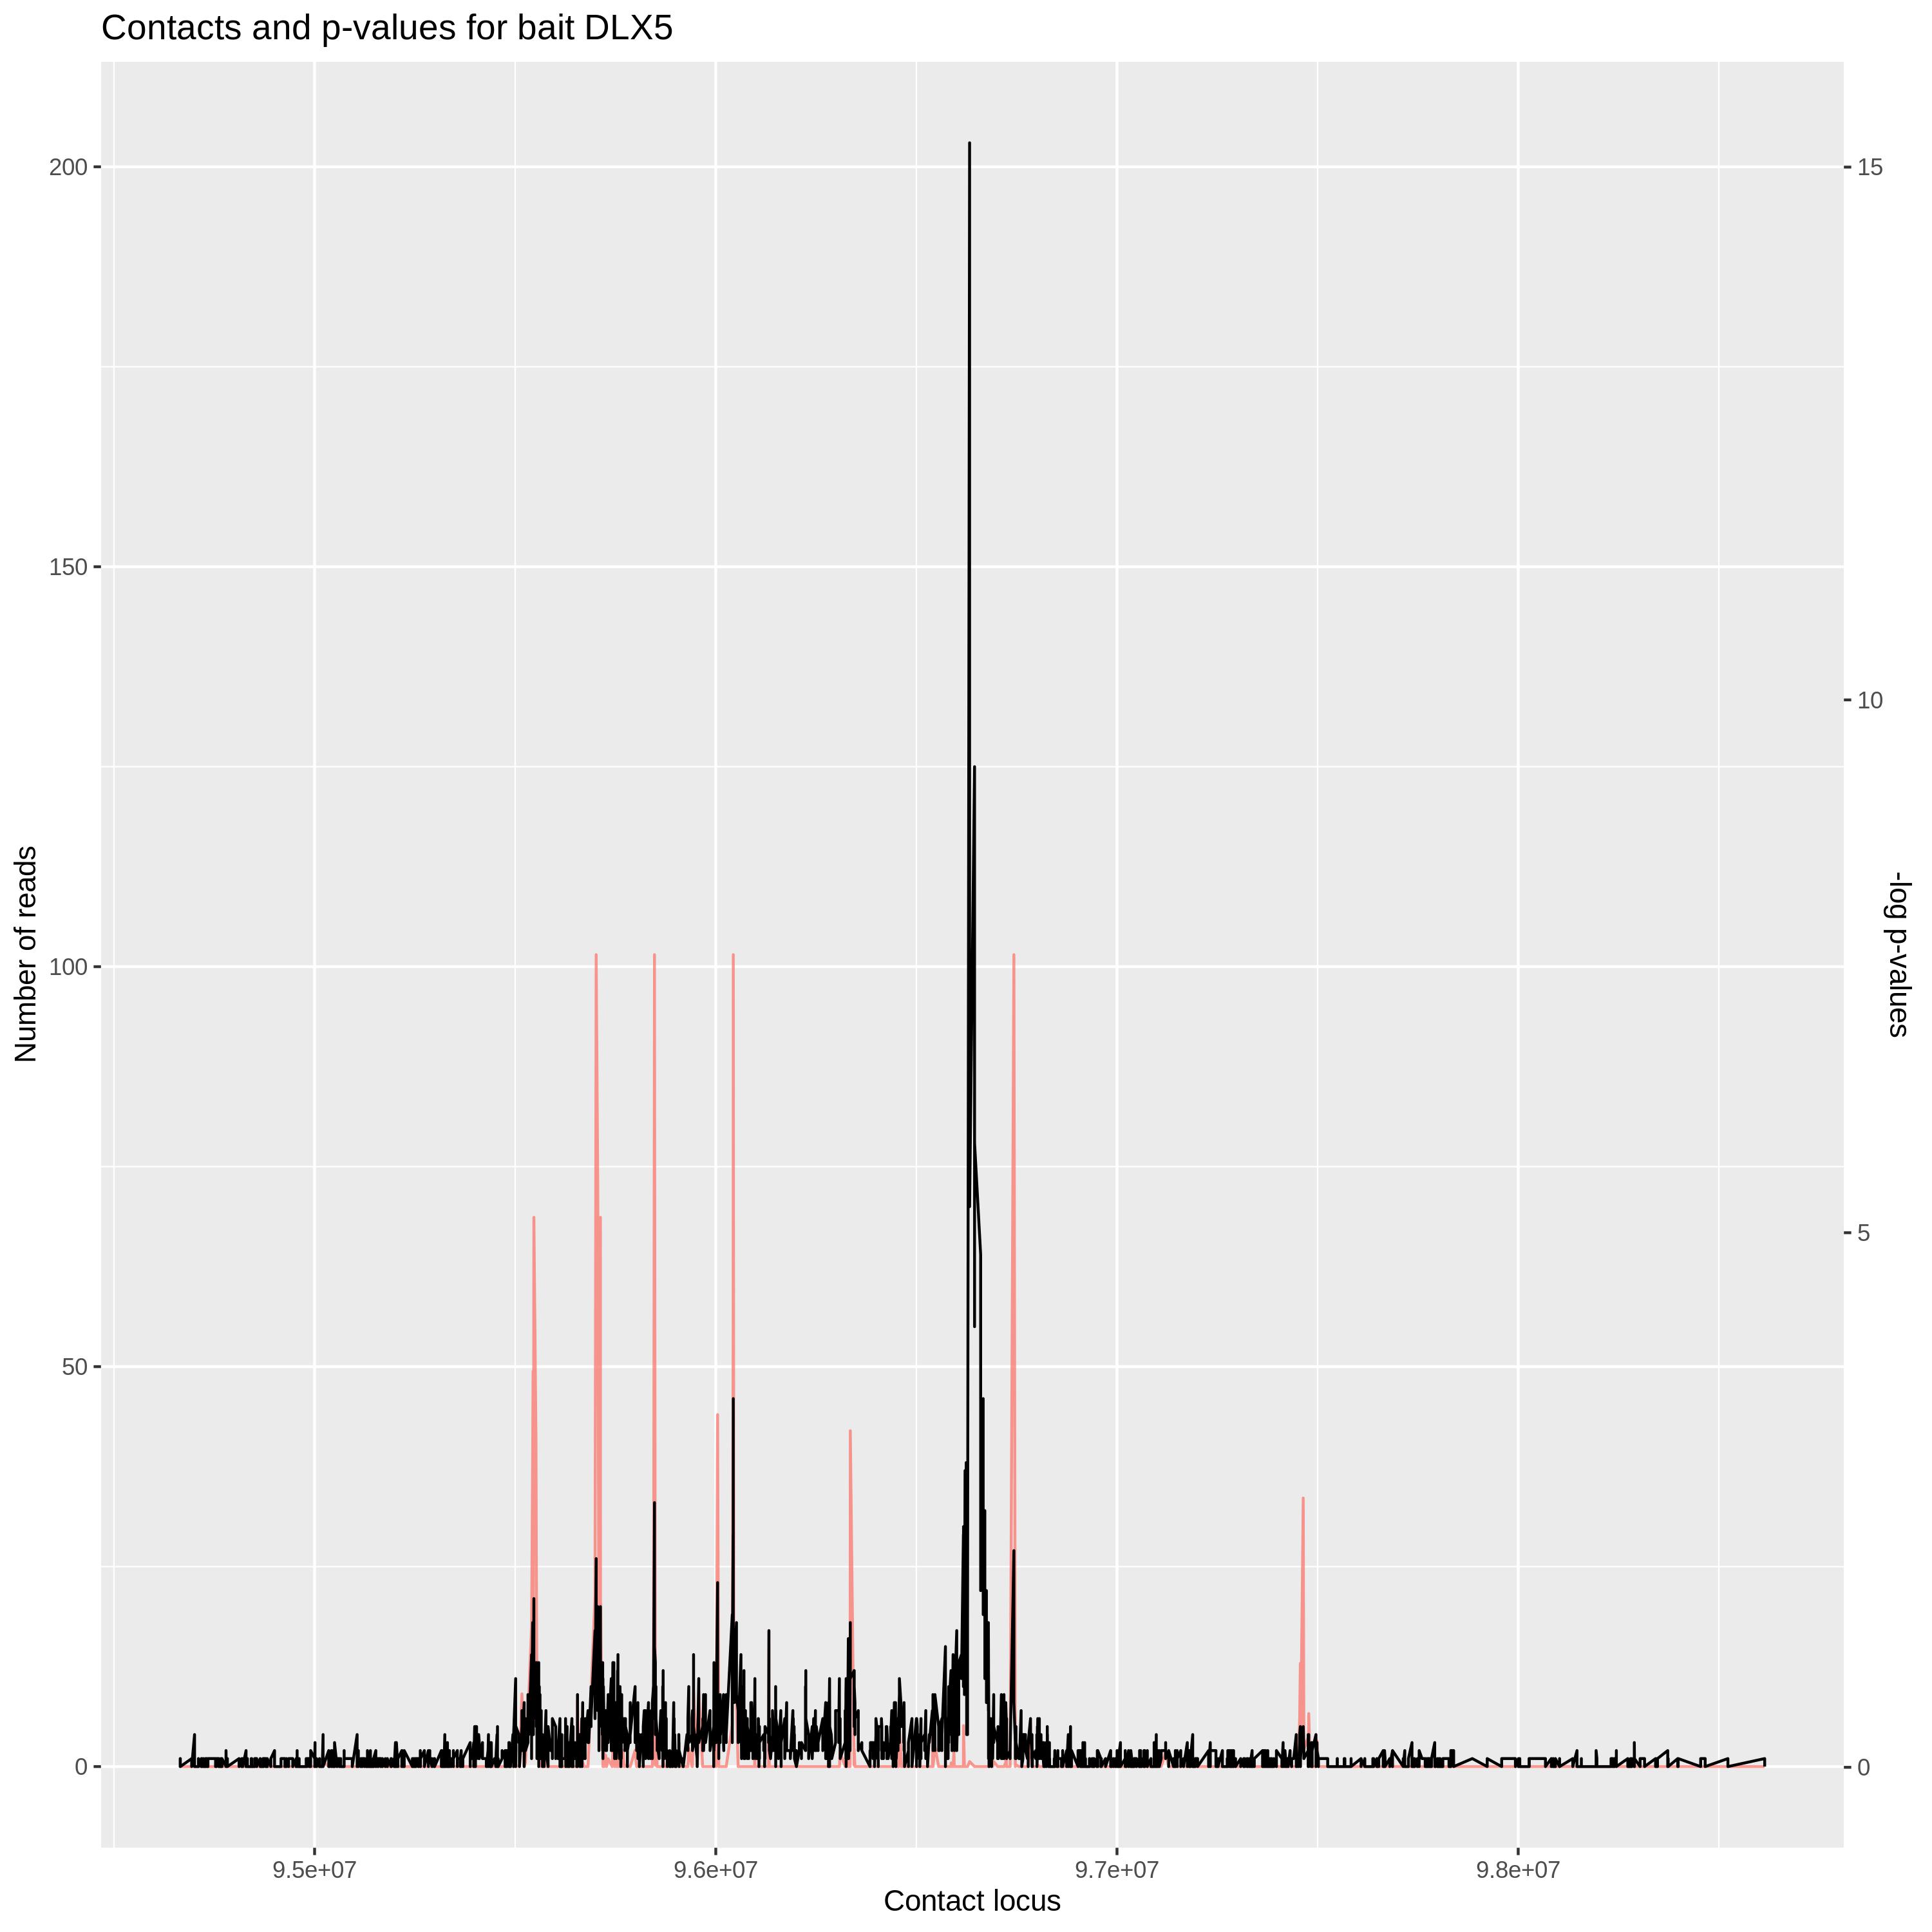 Contacts and p-values for bait DLX5
200
150
100
50
0
Number of reads
15
10
5
0
-log p-values
9.5e+07
9.6e+07
9.7e+07
9.8e+07
Contact locus